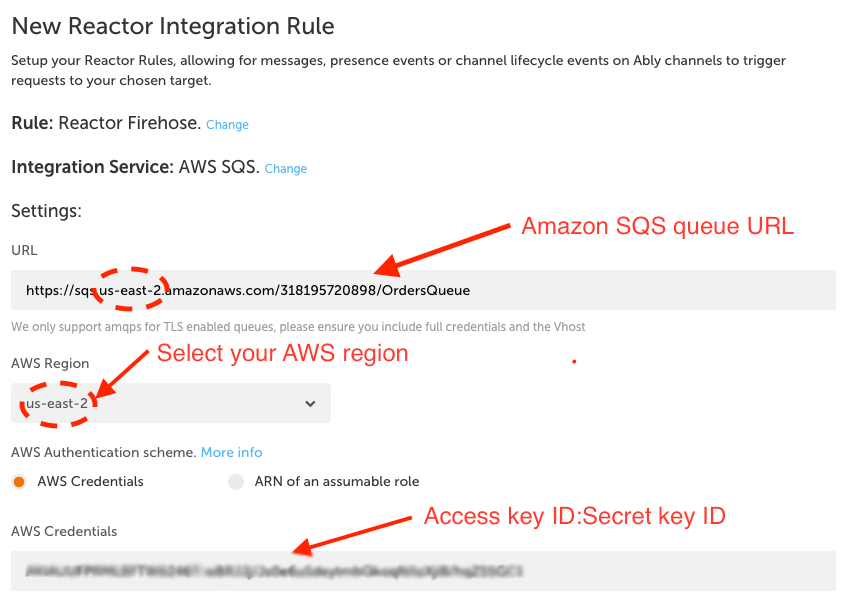 New Reactor Integration Rule
Setup your Reactor Rules, allowing for messages, presence events or channel lifecycle events on Ably channels to trigger
requests to your chosen target.
Rule: Reactor Firehose. Change
Integration Service: AWS SQS. Change
Settings:
Amazon SQS queue URL
URL
https://sqs.us-east-2.amazonaws.com/318195720898/OrdersQueue
We only support amqps for TLS enabled queues, please ensure you include full credentials and the Vhost
Select your AWS region
AWS Region
us-east-2
AWS Authentication scheme. More info
AWS Credentials ARN of an assumable role
Access key ID:Secret key ID
AWS Credentials